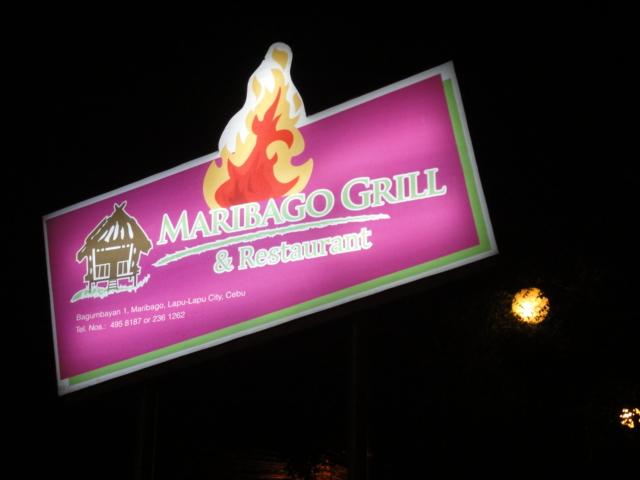 MARIBAGO GRILL
& Restaurant
Bagumbayan 1, Maribago, Lapu-Lapu City, Cebu
Tel. Nos.: 495 8187 or 236 1262